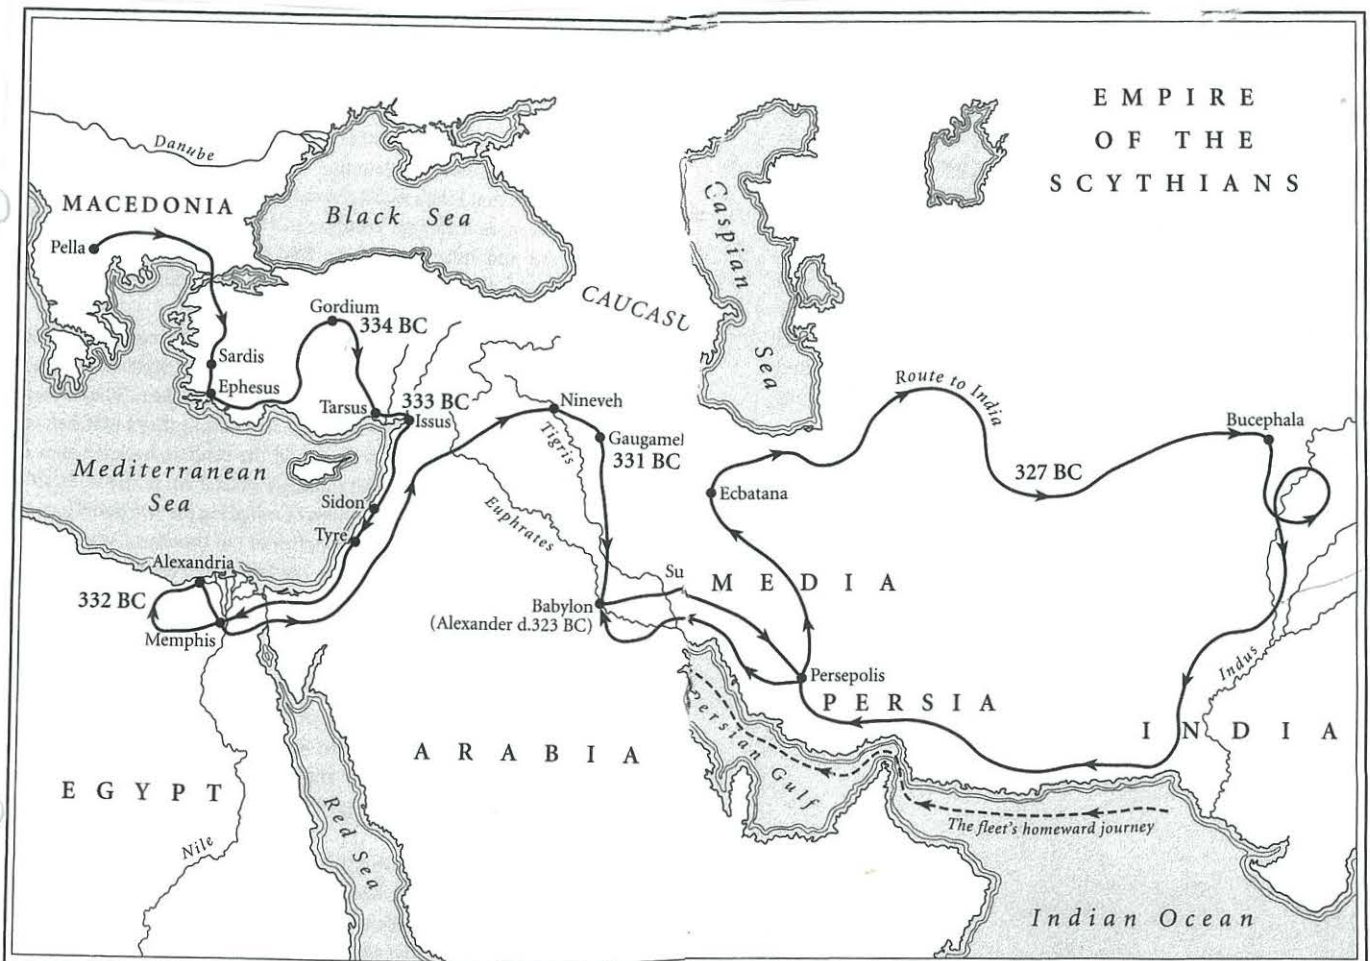 EMPIRE
OF THE
SCYTHIANS
Danube
MACEDONIA
Black Sea
Caspian
Sea
Pella
CAUCASU
Gordium
334 BC
Sardis
Ephesus
Tarsus
333 BC
Issus
Nineveh
Tigris
Gaugamel
331 BC
Route to India
327 BC
Bucephala
Mediterranean
Sea
Sidon
Tyre
Euphrates
Ecbatana
Alexandria
332 BC
Memphis
Su
MEDIA
Babylon
(Alexander d.323 BC)
Persepolis
PERSIA
Indus
INDIA
ARABIA
Persian Gulf
EGYPT
Nile
Red Sea
The fleet's homeward journey
Indian Ocean